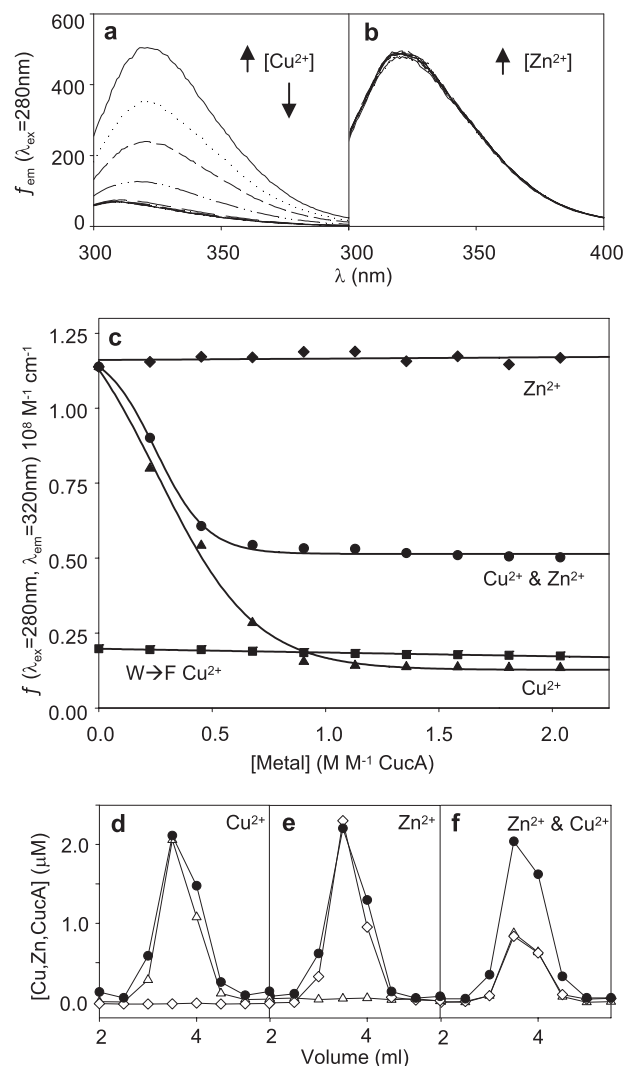 600
a
[Cu²⁺]
b
[Zn²⁺]
400
200
0
f em (λex=280nm)
300
350
300
350
400
λ (nm)
c
1.25
1.00
0.75
0.50
0.25
0.00
f (λex=280nm, λem=320nm) 10⁸ M⁻¹ cm⁻¹
Zn²⁺
Cu²⁺ & Zn²⁺
W→F Cu²⁺
Cu²⁺
0.0
0.5
1.0
1.5
2.0
[Metal] (M M⁻¹ CucA)
d
Cu²⁺
e
Zn²⁺
f
Zn²⁺ & Cu²⁺
2.0
1.0
0.0
[Cu,Zn,CucA] (µM)
2
4
2
4
2
4
Volume (ml)